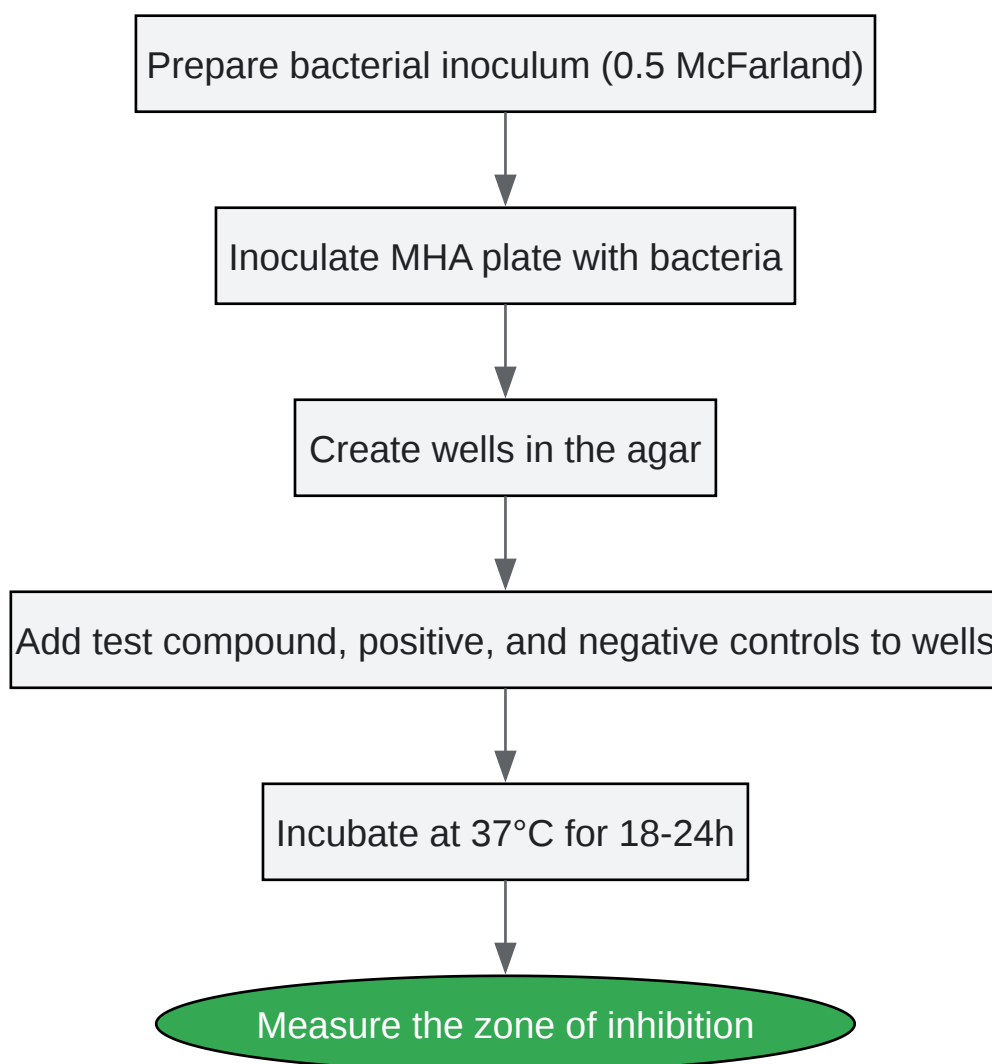 Prepare bacterial inoculum (0.5 McFarland)
Inoculate MHA plate with bacteria
Create wells in the agar
Add test compound, positive, and negative controls to wells
Incubate at 37°C for 18-24h
Measure the zone of inhibition